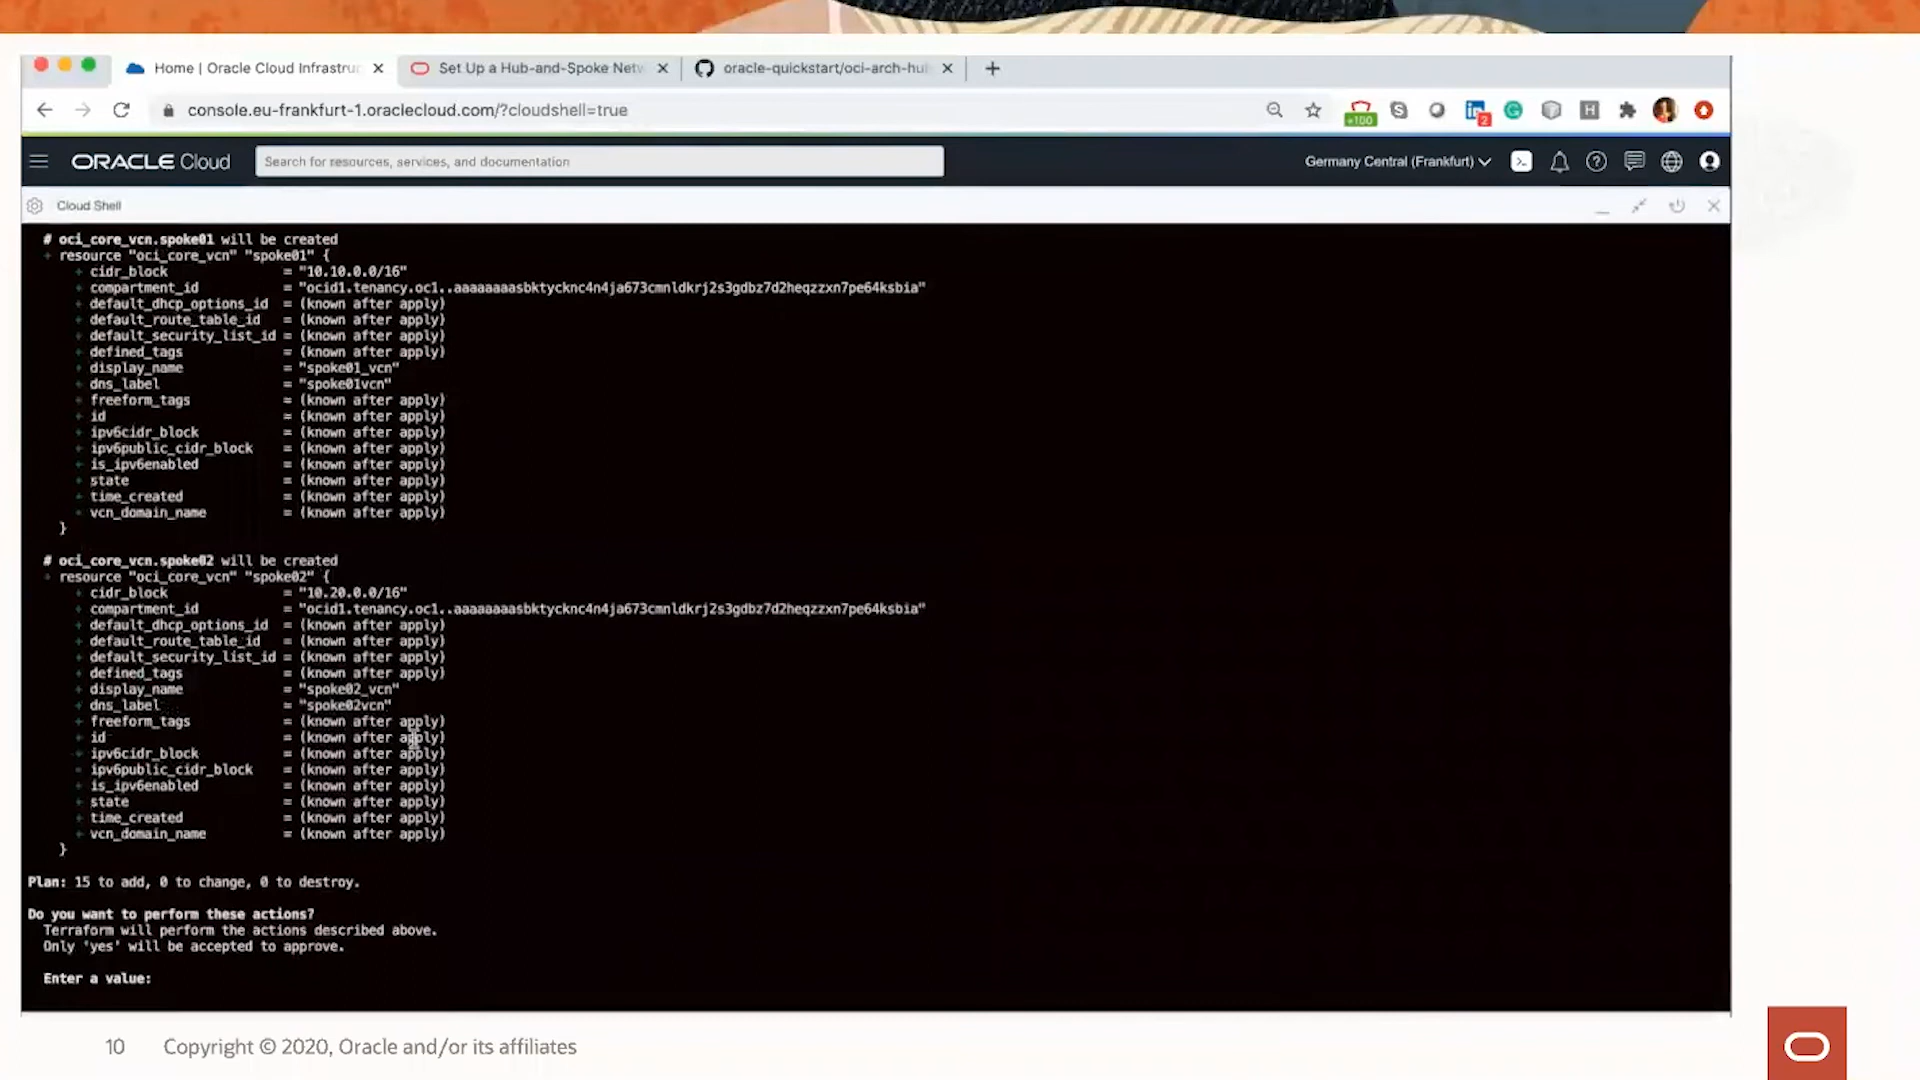 Home | Oracle Cloud Infrastruc
Set Up a Hub-and-Spoke Netw
oracle-quickstart/oci-arch-hub
console.eu-frankfurt-1.oraclecloud.com/?cloudshell=true
+100
2
ORACLE Cloud
Search for resources, services, and documentation
Germany Central (Frankfurt)
Cloud Shell
# oci_core_vcn.spoke01 will be created
+ resource "oci_core_vcn" "spoke01" {
+ cidr_block = "10.10.0.0/16"
+ compartment_id = "ocid1.tenancy.oc1..aaaaaaaasbktycknc4n4ja673cmnldkrj2s3gdbz7d2heqzzxn7pe64ksbia"
+ default_dhcp_options_id = (known after apply)
+ default_route_table_id = (known after apply)
+ default_security_list_id = (known after apply)
+ defined_tags = (known after apply)
+ display_name = "spoke01_vcn"
+ dns_label = "spoke01vcn"
+ freeform_tags = (known after apply)
+ id = (known after apply)
+ ipv6cidr_block = (known after apply)
+ ipv6public_cidr_block = (known after apply)
+ is_ipv6enabled = (known after apply)
+ state = (known after apply)
+ time_created = (known after apply)
+ vcn_domain_name = (known after apply)
}
# oci_core_vcn.spoke02 will be created
+ resource "oci_core_vcn" "spoke02" {
+ cidr_block = "10.20.0.0/16"
+ compartment_id = "ocid1.tenancy.oc1..aaaaaaaasbktycknc4n4ja673cmnldkrj2s3gdbz7d2heqzzxn7pe64ksbia"
+ default_dhcp_options_id = (known after apply)
+ default_route_table_id = (known after apply)
+ default_security_list_id = (known after apply)
+ defined_tags = (known after apply)
+ display_name = "spoke02_vcn"
+ dns_label = "spoke02vcn"
+ freeform_tags = (known after apply)
+ id = (known after apply)
+ ipv6cidr_block = (known after apply)
+ ipv6public_cidr_block = (known after apply)
+ is_ipv6enabled = (known after apply)
+ state = (known after apply)
+ time_created = (known after apply)
+ vcn_domain_name = (known after apply)
}
Plan: 15 to add, 0 to change, 0 to destroy.
Do you want to perform these actions?
Terraform will perform the actions described above.
Only 'yes' will be accepted to approve.
Enter a value:
10 Copyright © 2020, Oracle and/or its affiliates